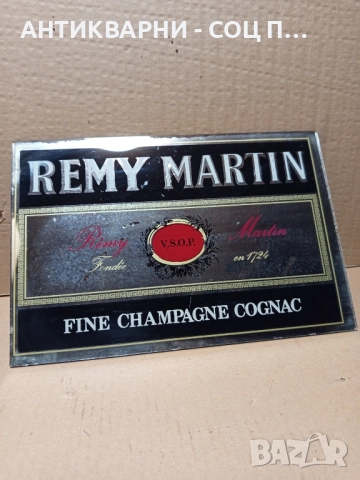 АНТИКВАРНИ - СОЦ П...
REMY MARTIN
Rémy V.S.O.P. Martin
Fondée en 1724
FINE CHAMPAGNE COGNAC
BAZAR